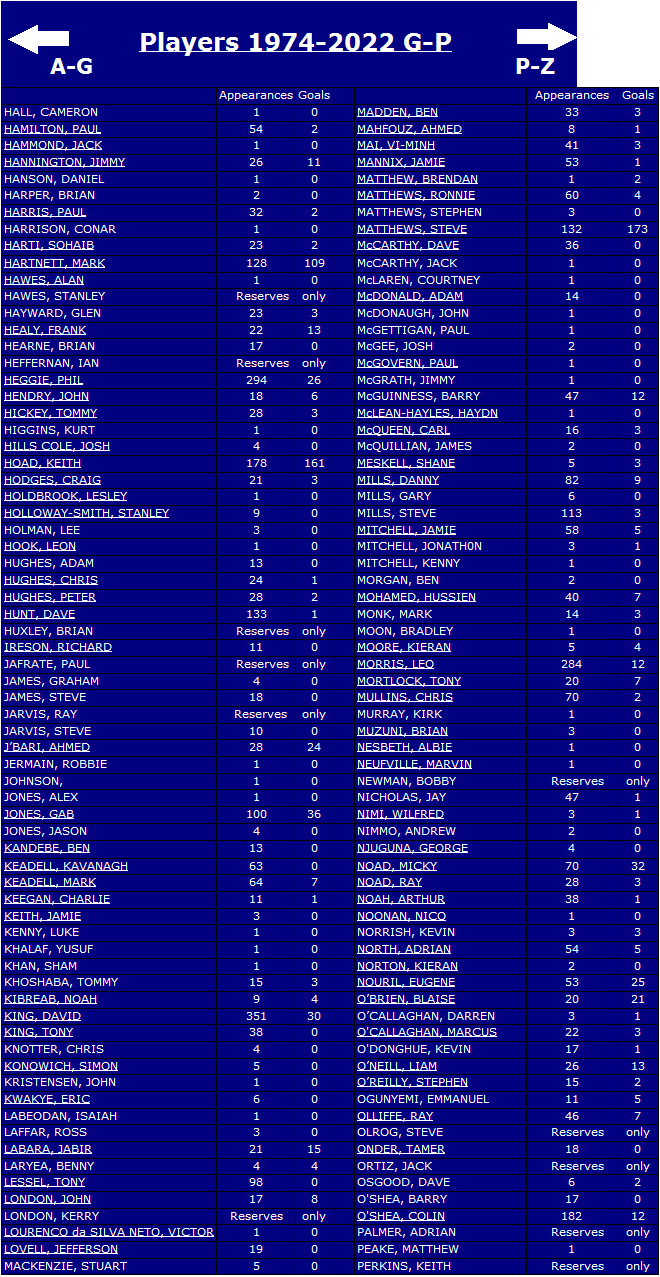 Players 1974-2022 G-P
A-G
P-Z
Appearances Goals Appearances Goals
HALL, CAMERON 1 0 MADDEN, BEN 33 3
HAMILTON, PAUL 54 2 MAHFOUZ, AHMED 8 1
HAMMOND, JACK 1 0 MAI, VI-MINH 41 3
HANNINGTON, JIMMY 26 11 MANNIX, JAMIE 53 1
HANSON, DANIEL 1 0 MATTHEW, BRENDAN 1 2
HARPER, BRIAN 2 0 MATTHEWS, RONNIE 60 4
HARRIS, PAUL 32 2 MATTHEWS, STEPHEN 3 0
HARRISON, CONAR 1 0 MATTHEWS, STEVE 132 173
HARTI, SOHAIB 23 2 McCARTHY, DAVE 36 0
HARTNETT, MARK 128 109 McCARTHY, JACK 1 0
HAWES, ALAN 1 0 McLAREN, COURTNEY 1 0
HAWES, STANLEY Reserves only McDONALD, ADAM 14 0
HAYWARD, GLEN 23 3 McDONAUGH, JOHN 1 0
HEALY, FRANK 22 13 McGETTIGAN, PAUL 1 0
HEARNE, BRIAN 17 0 McGEE, JOSH 2 0
HEFFERNAN, IAN Reserves only McGOVERN, PAUL 1 0
HEGGIE, PHIL 294 26 McGRATH, JIMMY 1 0
HENDRY, JOHN 18 6 McGUINNESS, BARRY 47 12
HICKEY, TOMMY 28 3 McLEAN-HAYLES, HAYDN 1 0
HIGGINS, KURT 1 0 McQUEEN, CARL 16 3
HILLS COLE, JOSH 4 0 McQUILLIAN, JAMES 2 0
HOAD, KEITH 178 161 MESKELL, SHANE 5 3
HODGES, CRAIG 21 3 MILLS, DANNY 82 9
HOLDBROOK, LESLEY 1 0 MILLS, GARY 6 0
HOLLOWAY-SMITH, STANLEY 9 0 MILLS, STEVE 113 3
HOLMAN, LEE 3 0 MITCHELL, JAMIE 58 5
HOOK, LEON 1 0 MITCHELL, JONATH0N 3 1
HUGHES, ADAM 13 0 MITCHELL, KENNY 1 0
HUGHES, CHRIS 24 1 MORGAN, BEN 2 0
HUGHES, PETER 28 2 MOHAMED, HUSSIEN 40 7
HUNT, DAVE 133 1 MONK, MARK 14 3
HUXLEY, BRIAN Reserves only MOON, BRADLEY 1 0
IRESON, RICHARD 11 0 MOORE, KIERAN 5 4
JAFRATE, PAUL Reserves only MORRIS, LEO 284 12
JAMES, GRAHAM 4 0 MORTLOCK, TONY 20 7
JAMES, STEVE 18 0 MULLINS, CHRIS 70 2
JARVIS, RAY Reserves only MURRAY, KIRK 1 0
JARVIS, STEVE 10 0 MUZUNI, BRIAN 3 0
J’BARI, AHMED 28 24 NESBETH, ALBIE 1 0
JERMAIN, ROBBIE 1 0 NEUFVILLE, MARVIN 1 0
JOHNSON, 1 0 NEWMAN, BOBBY Reserves only
JONES, ALEX 1 0 NICHOLAS, JAY 47 1
JONES, GAB 100 36 NIMI, WILFRED 3 1
JONES, JASON 4 0 NIMMO, ANDREW 2 0
KANDEBE, BEN 13 0 NJUGUNA, GEORGE 4 0
KEADELL, KAVANAGH 63 0 NOAD, MICKY 70 32
KEADELL, MARK 64 7 NOAD, RAY 28 3
KEEGAN, CHARLIE 11 1 NOAH, ARTHUR 38 1
KEITH, JAMIE 3 0 NOONAN, NICO 1 0
KENNY, LUKE 1 0 NORRISH, KEVIN 3 3
KHALAF, YUSUF 1 0 NORTH, ADRIAN 54 5
KHAN, SHAM 1 0 NORTON, KIERAN 2 0
KHOSHABA, TOMMY 15 3 NOURIL, EUGENE 53 25
KIBREAB, NOAH 9 4 O’BRIEN, BLAISE 20 21
KING, DAVID 351 30 O’CALLAGHAN, DARREN 3 1
KING, TONY 38 0 O'CALLAGHAN, MARCUS 22 3
KNOTTER, CHRIS 4 0 O'DONGHUE, KEVIN 17 1
KONOWICH, SIMON 5 0 O’NEILL, LIAM 26 13
KRISTENSEN, JOHN 1 0 O’REILLY, STEPHEN 15 2
KWAKYE, ERIC 6 0 OGUNYEMI, EMMANUEL 11 5
LABEODAN, ISAIAH 1 0 OLLIFFE, RAY 46 7
LAFFAR, ROSS 3 0 OLROG, STEVE Reserves only
LABARA, JABIR 21 15 ONDER, TAMER 18 0
LARYEA, BENNY 4 4 ORTIZ, JACK Reserves only
LESSEL, TONY 98 0 OSGOOD, DAVE 6 2
LONDON, JOHN 17 8 O'SHEA, BARRY 17 0
LONDON, KERRY Reserves only O'SHEA, COLIN 182 12
LOURENCO da SILVA NETO, VICTOR 1 0 PALMER, ADRIAN Reserves only
LOVELL, JEFFERSON 19 0 PEAKE, MATTHEW 1 0
MACKENZIE, STUART 5 0 PERKINS, KEITH Reserves only